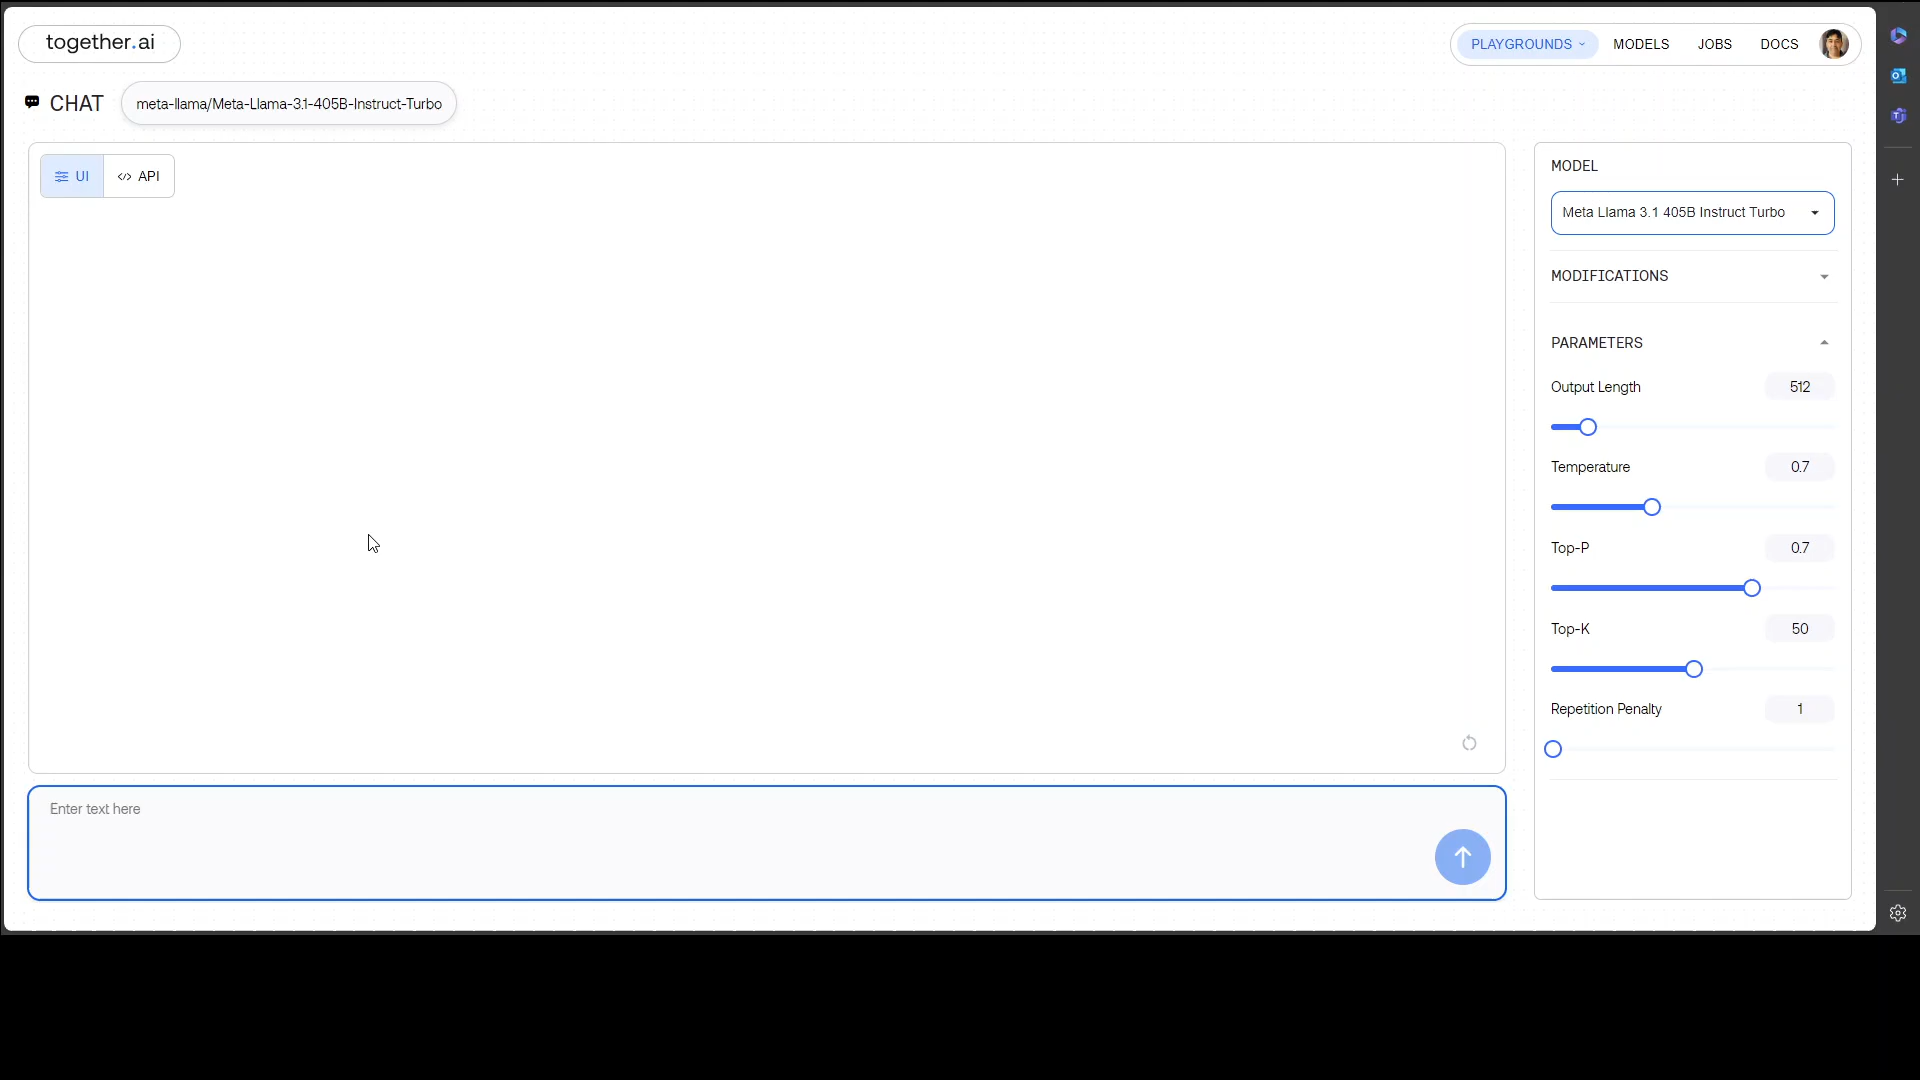 together.ai
PLAYGROUNDS MODELS JOBS DOCS
CHAT
meta-llama/Meta-Llama-3.1-405B-Instruct-Turbo
UI
API
Enter text here
MODEL
Meta Llama 3.1 405B Instruct Turbo
MODIFICATIONS
PARAMETERS
Output Length 512
Temperature 0.7
Top-P 0.7
Top-K 50
Repetition Penalty 1